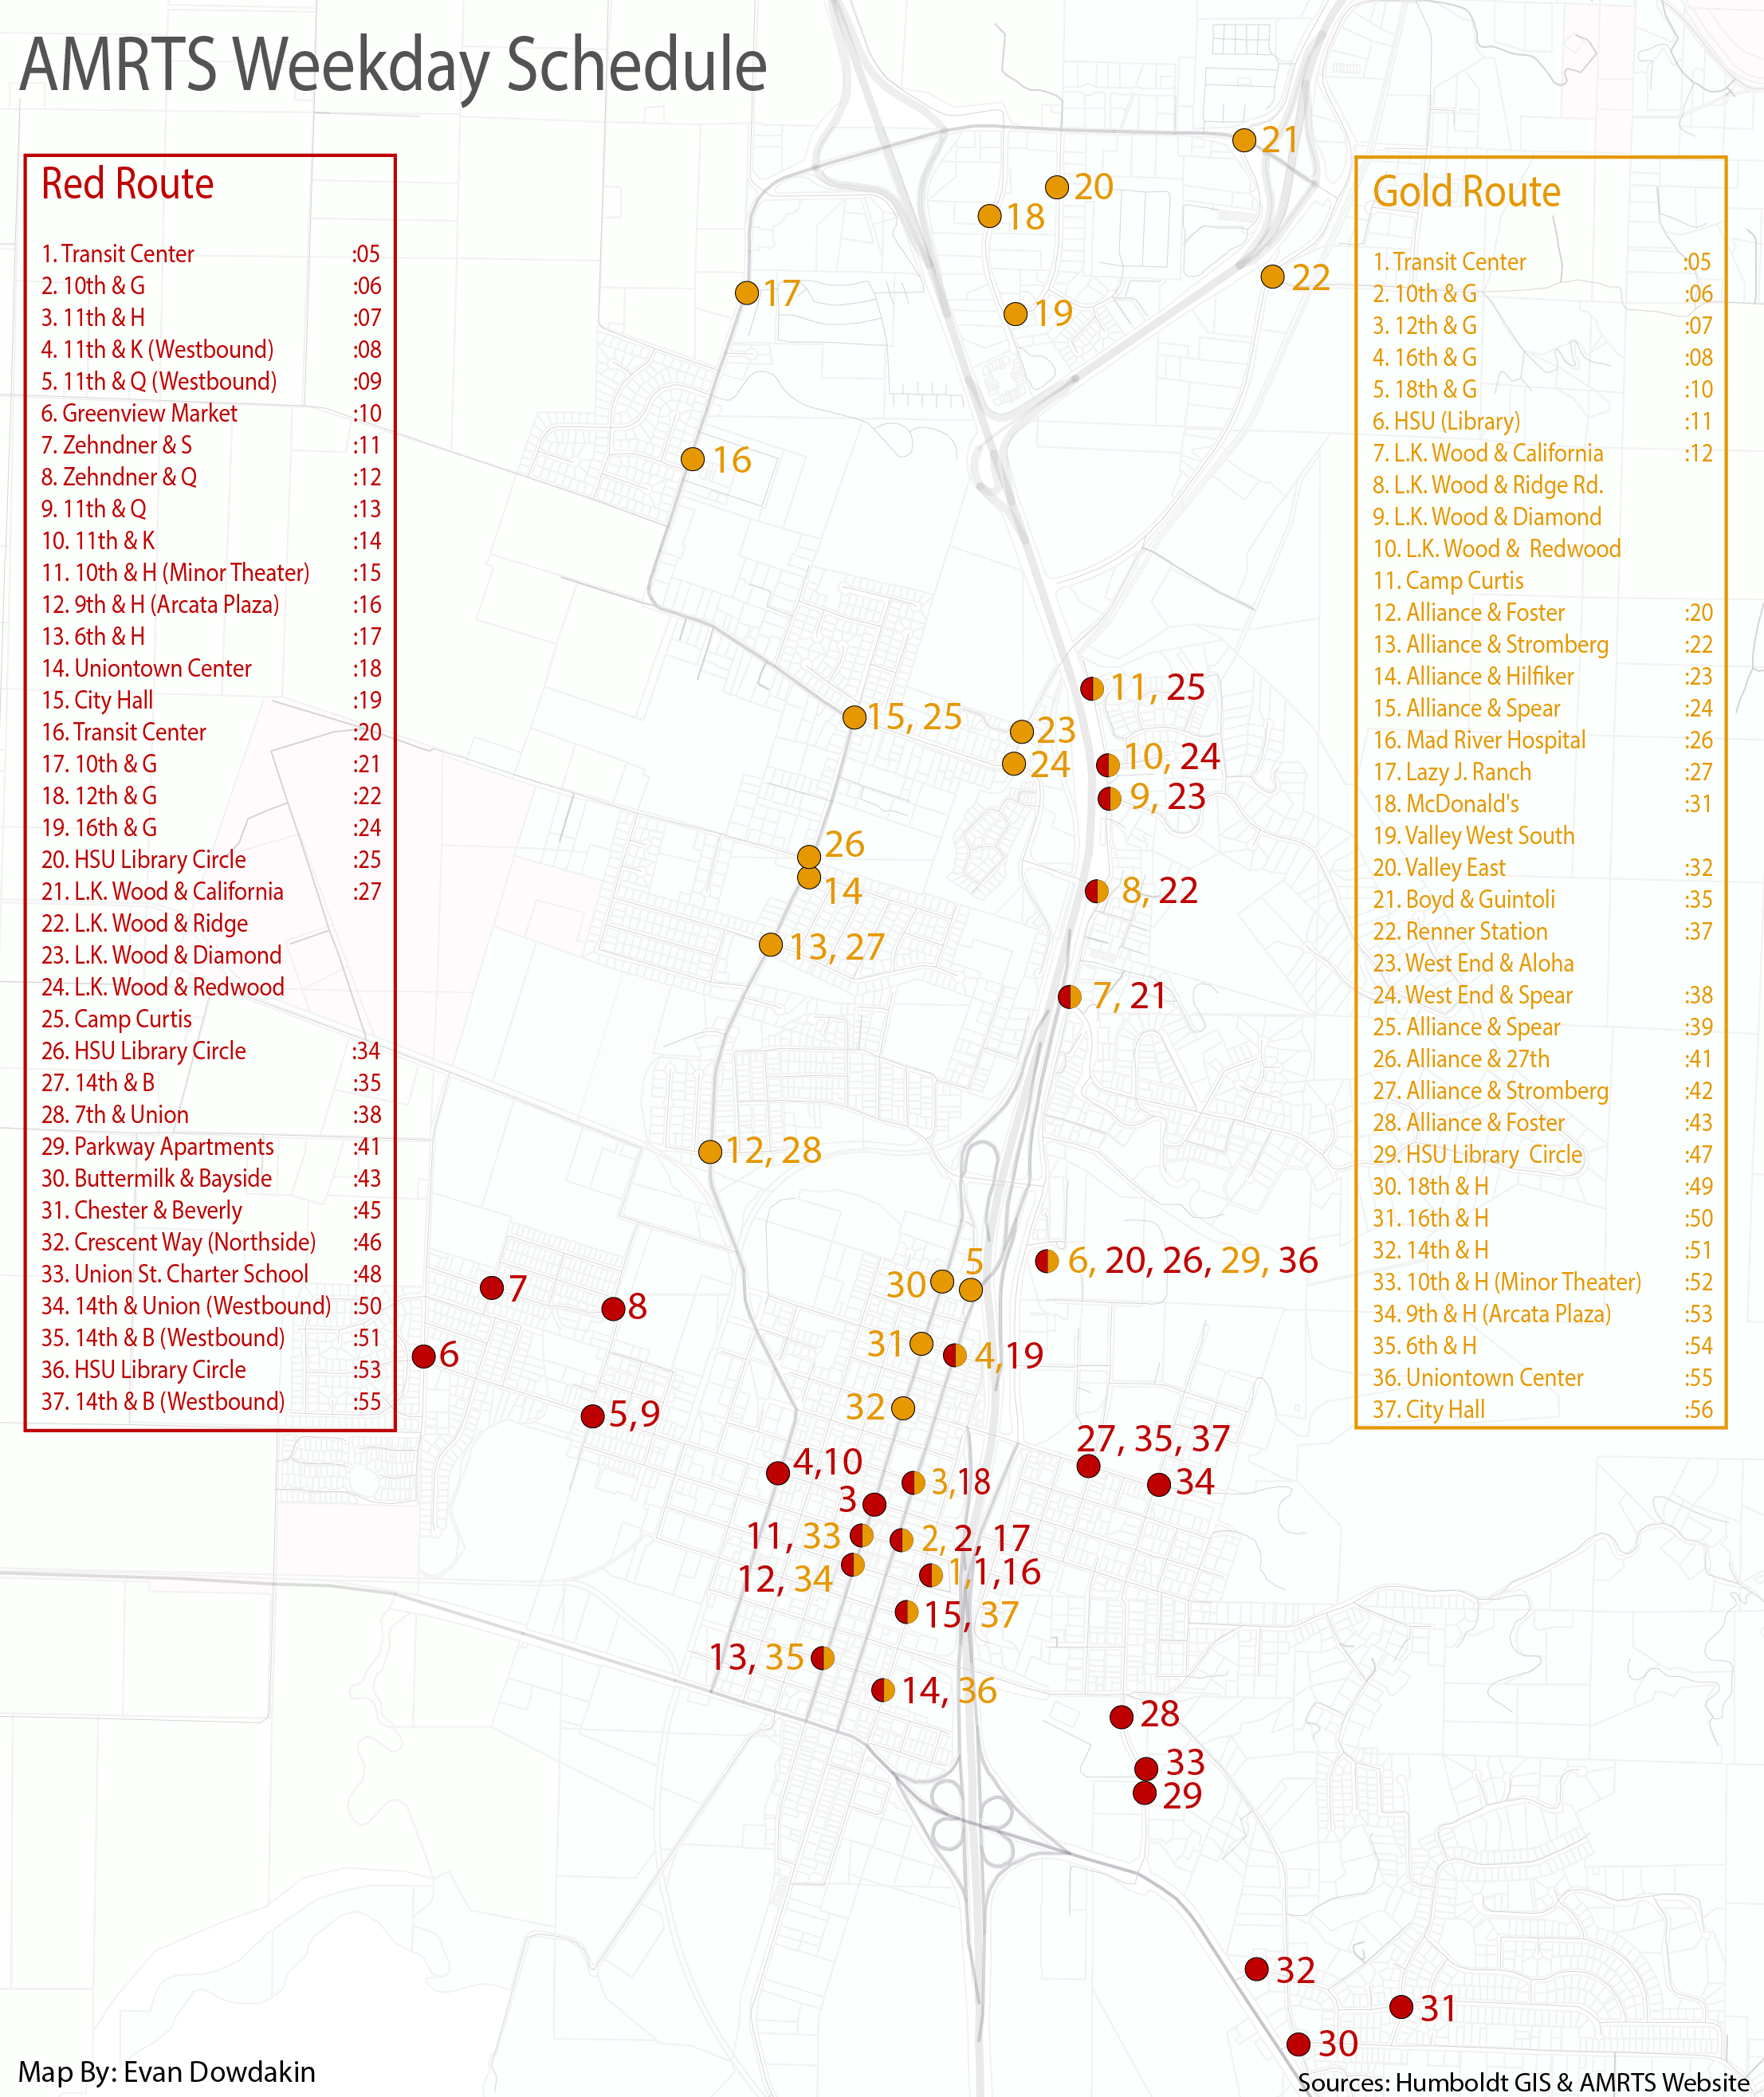 AMRTS Weekday Schedule
Red Route
1. Transit Center :05
2. 10th & G :06
3. 11th & H :07
4. 11th & K (Westbound) :08
5. 11th & Q (Westbound) :09
6. Greenview Market :10
7. Zehndner & S :11
8. Zehndner & Q :12
9. 11th & Q :13
10. 11th & K :14
11. 10th & H (Minor Theater) :15
12. 9th & H (Arcata Plaza) :16
13. 6th & H :17
14. Uniontown Center :18
15. City Hall :19
16. Transit Center :20
17. 10th & G :21
18. 12th & G :22
19. 16th & G :24
20. HSU Library Circle :25
21. L.K. Wood & California :27
22. L.K. Wood & Ridge
23. L.K. Wood & Diamond
24. L.K. Wood & Redwood
25. Camp Curtis
26. HSU Library Circle :34
27. 14th & B :35
28. 7th & Union :38
29. Parkway Apartments :41
30. Buttermilk & Bayside :43
31. Chester & Beverly :45
32. Crescent Way (Northside) :46
33. Union St. Charter School :48
34. 14th & Union (Westbound) :50
35. 14th & B (Westbound) :51
36. HSU Library Circle :53
37. 14th & B (Westbound) :55
Gold Route
1. Transit Center :05
2. 10th & G :06
3. 12th & G :07
4. 16th & G :08
5. 18th & G :10
6. HSU (Library) :11
7. L.K. Wood & California :12
8. L.K. Wood & Ridge Rd.
9. L.K. Wood & Diamond
10. L.K. Wood & Redwood
11. Camp Curtis
12. Alliance & Foster :20
13. Alliance & Stromberg :22
14. Alliance & Hilfiker :23
15. Alliance & Spear :24
16. Mad River Hospital :26
17. Lazy J. Ranch :27
18. McDonald's :31
19. Valley West South
20. Valley East :32
21. Boyd & Guintoli :35
22. Renner Station :37
23. West End & Aloha
24. West End & Spear :38
25. Alliance & Spear :39
26. Alliance & 27th :41
27. Alliance & Stromberg :42
28. Alliance & Foster :43
29. HSU Library Circle :47
30. 18th & H :49
31. 16th & H :50
32. 14th & H :51
33. 10th & H (Minor Theater) :52
34. 9th & H (Arcata Plaza) :53
35. 6th & H :54
36. Uniontown Center :55
37. City Hall :56
21
20
18
22
17
19
16
11, 25
15, 25
23
10, 24
24
9, 23
26
14
8, 22
13, 27
7, 21
12, 28
6, 20, 26, 29, 36
5
30
7
8
31
4,19
6
32
5,9
27, 35, 37
4,10
34
3,18
3
11, 33
2, 2, 17
12, 34
1,1,16
15, 37
13, 35
14, 36
28
33
29
32
31
30
Map By: Evan Dowdakin
Sources: Humboldt GIS & AMRTS Website